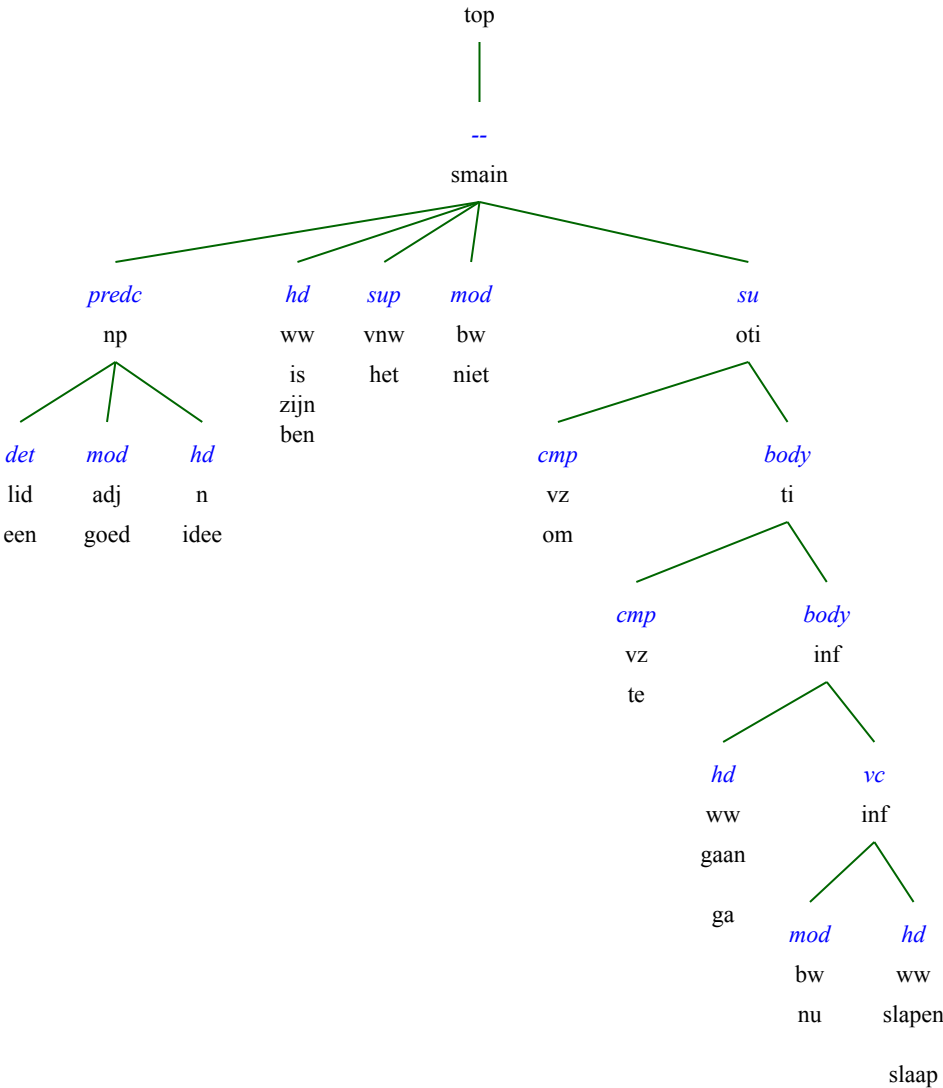 top
--
smain
predc hd sup mod su
np ww vnw bw oti
is het niet
zijn
ben
det mod hd cmp body
lid adj n vz ti
een goed idee om
cmp body
vz inf
te
hd vc
ww inf
gaan
ga
mod hd
bw ww
nu slapen
slaap